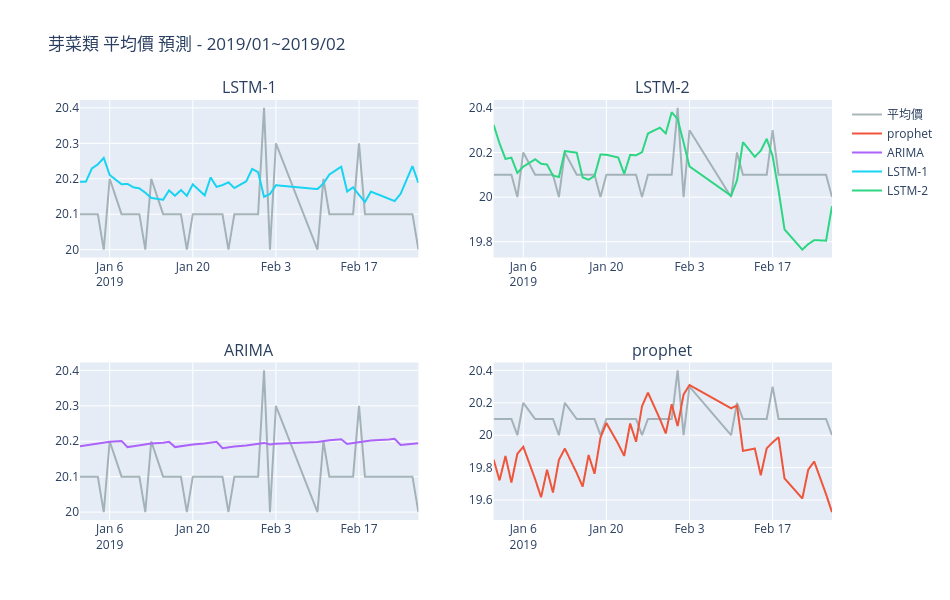 芽菜類 平均價 預測 - 2019/01~2019/02
LSTM-1
20.4
20.3
20.2
20.1
20
Jan 6
2019
Jan 20
Feb 3
Feb 17
LSTM-2
20.4
20.2
20
19.8
Jan 6
2019
Jan 20
Feb 3
Feb 17
平均價
prophet
ARIMA
LSTM-1
LSTM-2
ARIMA
20.4
20.3
20.2
20.1
20
Jan 6
2019
Jan 20
Feb 3
Feb 17
prophet
20.4
20.2
20
19.8
19.6
Jan 6
2019
Jan 20
Feb 3
Feb 17